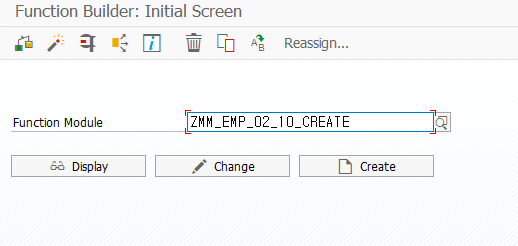 Function Builder: Initial Screen
Reassign...
Function Module ZMM_EMP_02_10_CREATE
Display Change Create